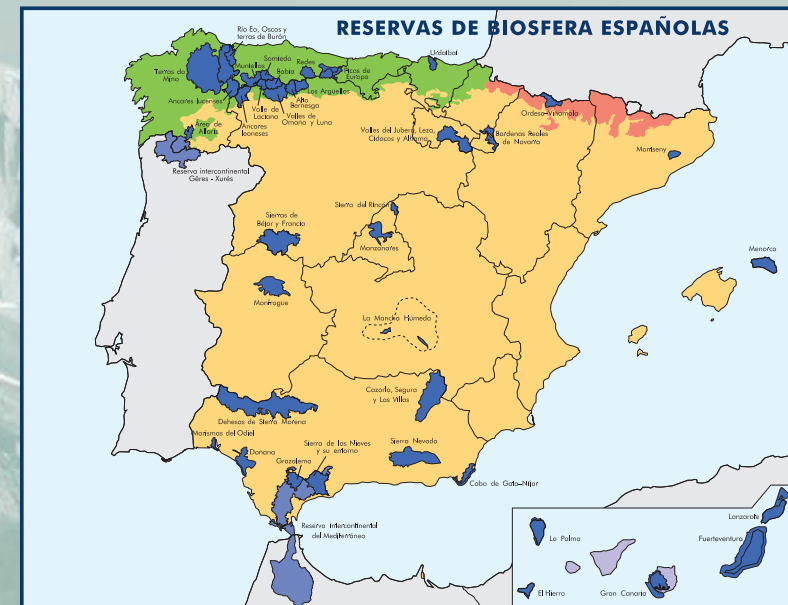 RESERVAS DE BIOSFERA ESPAÑOLAS
Río Eo, Oscos y
terras de Burón
Urdaibai
Somiedo
Redes
Muniellos
Babia
Picos de
Europa
Terras do
Mino
Los Argüellos
Ancares lucenses
Alto
Bernesga
Valle de
Laciana
Valles de
Omaña y Luna
Ancares
leoneses
Area de
Allariz
Ordesa-Viñamala
Valles del Jubera, Leza,
Cidacos y Alhama
Bardenas Reales
de Navarra
Montseny
Reserva intercontinental
Gêres - Xurés
Sierra del Rincón
Sierras de
Béjar y Francia
Manzanares
Menorca
Monfrague
La Mancha Húmeda
Cazorla, Segura
y Las Villas
Dehesas de Sierra Morena
Marismas del Odiel
Sierra de las Nieves
y su entorno
Sierra Nevada
Doñana
Grazalema
Cabo de Gata-Níjar
Reserva Intercontinental
del Mediterráneo
Lanzarote
La Palma
Fuerteventura
El Hierro
Gran Canaria